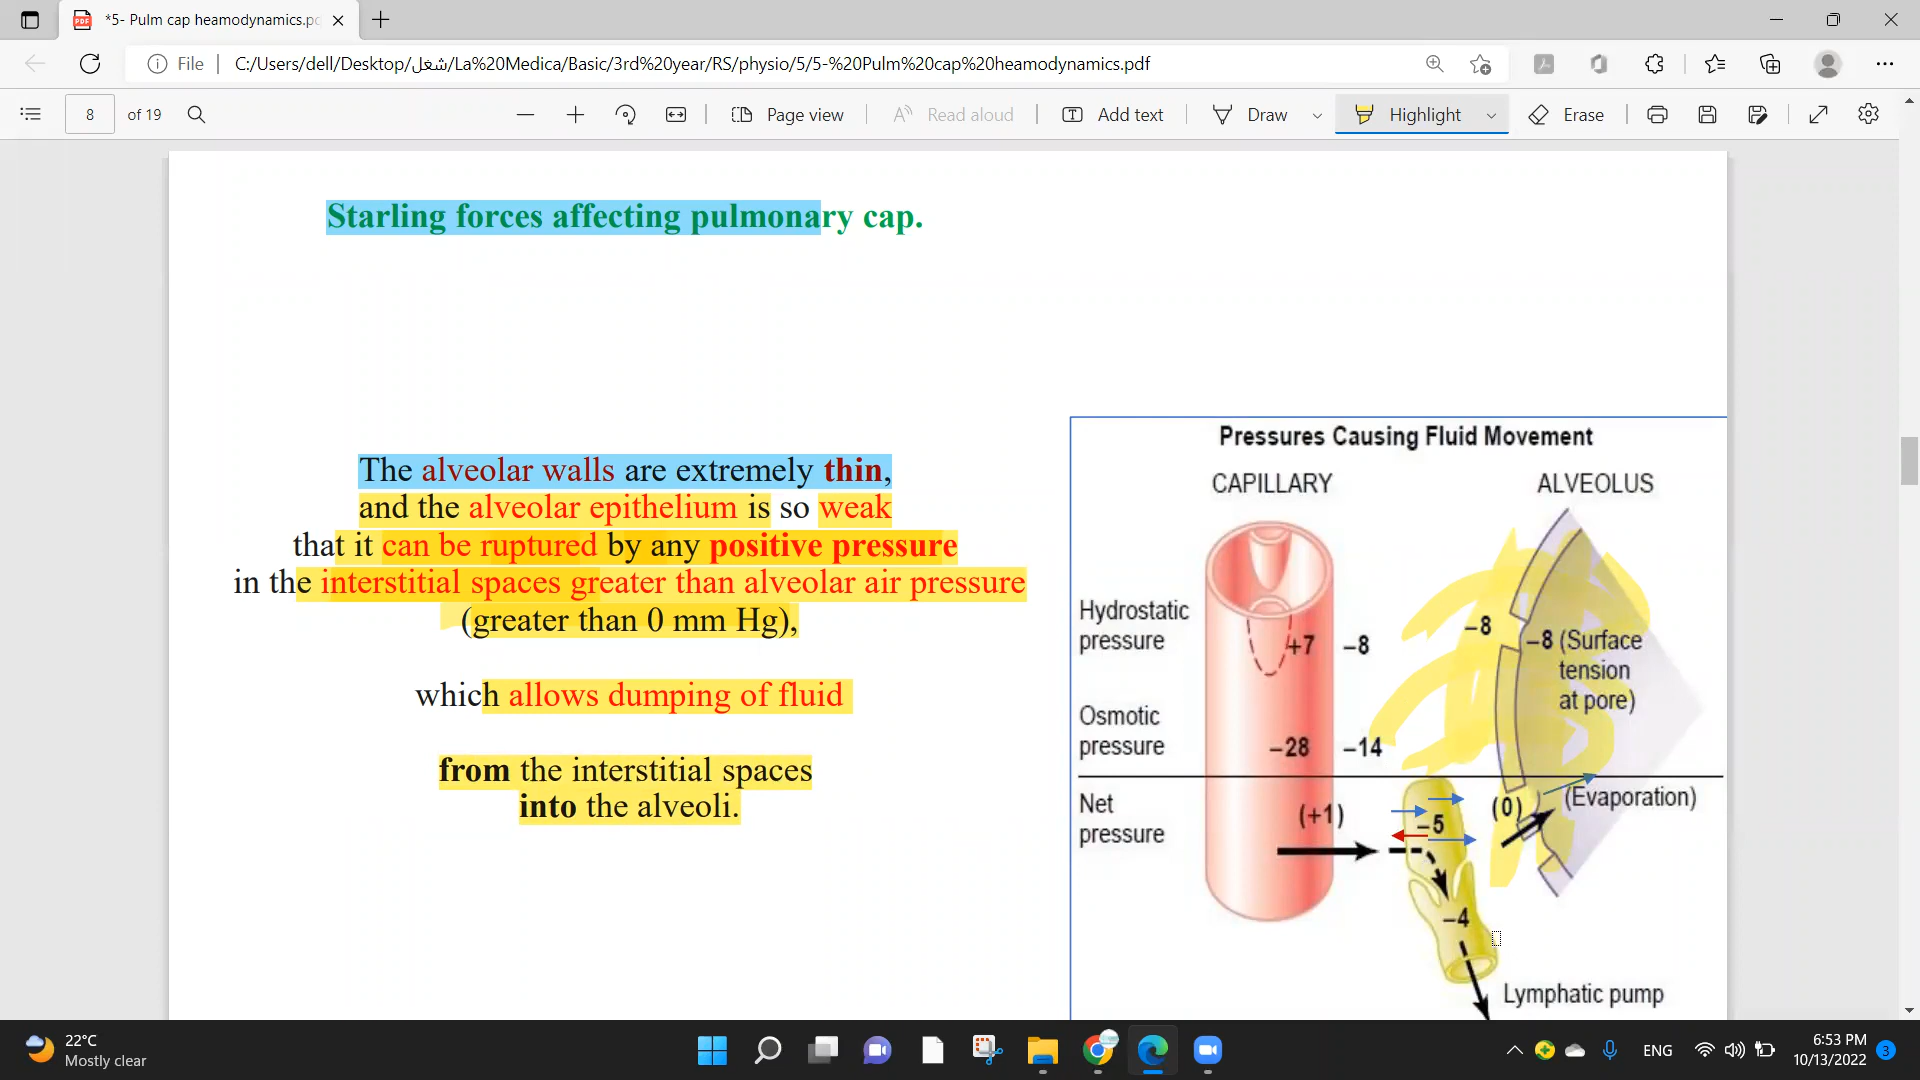 *5- Pulm cap heamodynamics.pd
File
C:/Users/dell/Desktop/شغل/La%20Medica/Basic/3rd%20year/RS/physio/5/5-%20Pulm%20cap%20heamodynamics.pdf
8 of 19
Page view
Read aloud
Add text
Draw
Highlight
Erase
Starling forces affecting pulmonary cap.
The alveolar walls are extremely thin,
and the alveolar epithelium is so weak
that it can be ruptured by any positive pressure
in the interstitial spaces greater than alveolar air pressure
(greater than 0 mm Hg),
which allows dumping of fluid
from the interstitial spaces
into the alveoli.
Pressures Causing Fluid Movement
CAPILLARY
ALVEOLUS
Hydrostatic
pressure
+7
–8
–8
–8 (Surface
tension
at pore)
Osmotic
pressure
–28
–14
Net
pressure
(+1)
–5
(0)
(Evaporation)
–4
Lymphatic pump
22°C
Mostly clear
ENG
6:53 PM
10/13/2022
3